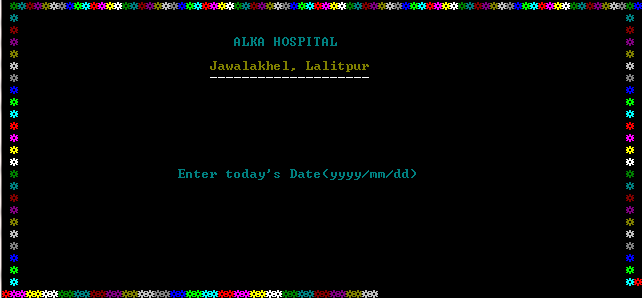 ALKA HOSPITAL
Jawalakhel, Lalitpur
--------------------
Enter today's Date(yyyy/mm/dd)